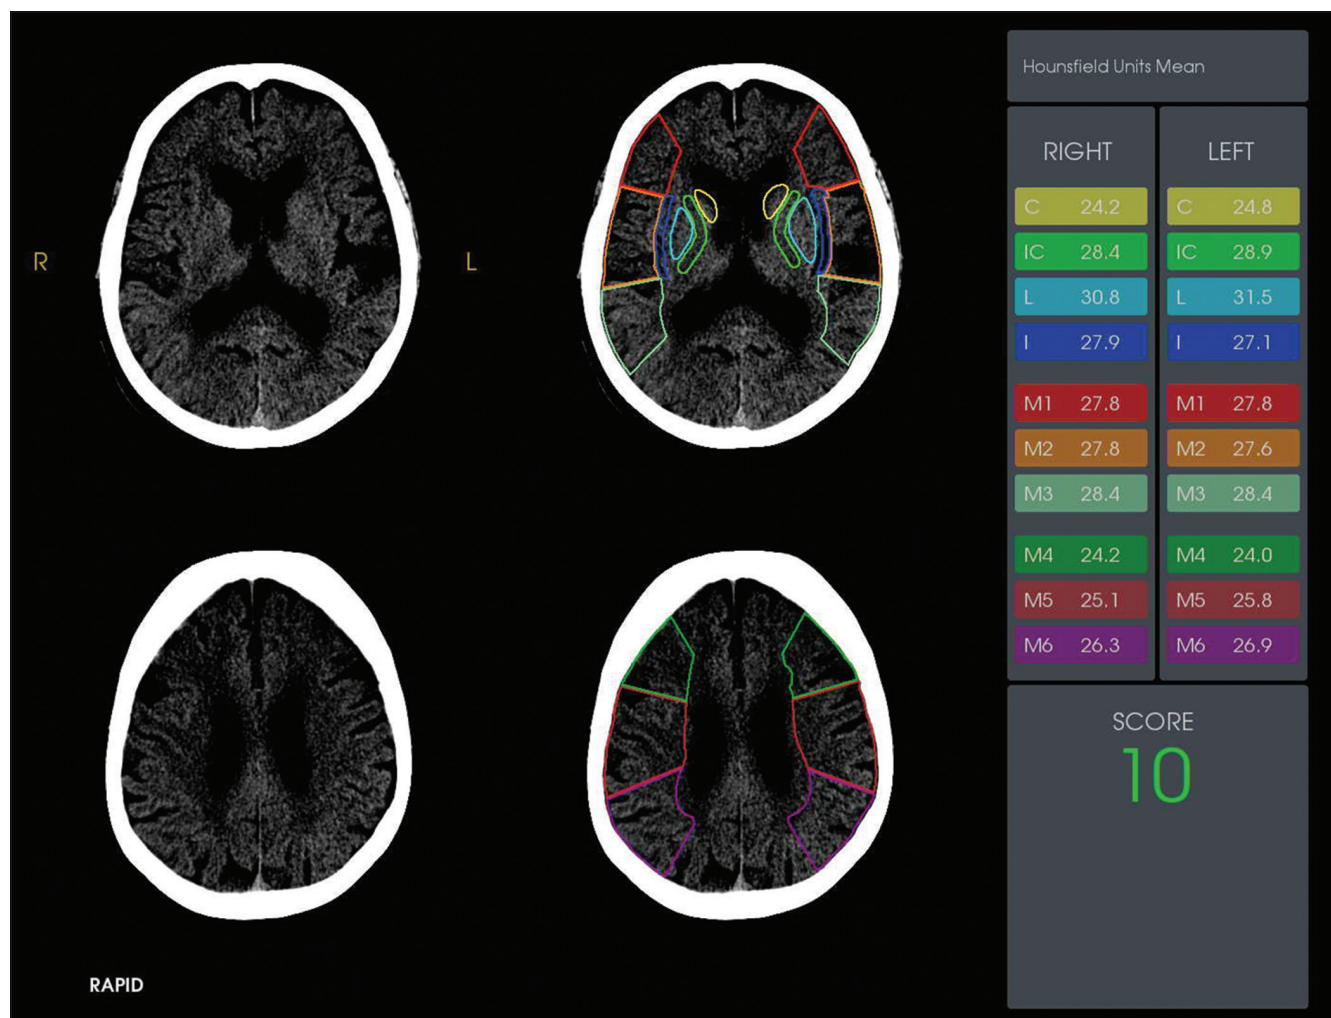 Hounsfield Units Mean
RIGHT LEFT
C 24.2 C 24.8
IC 28.4 IC 28.9
R L
L 30.8 L 31.5
I 27.9 I 27.1
M1 27.8 M1 27.8
M2 27.8 M2 27.6
M3 28.4 M3 28.4
M4 24.2 M4 24.0
M5 25.1 M5 25.8
M6 26.3 M6 26.9
SCORE
10
RAPID